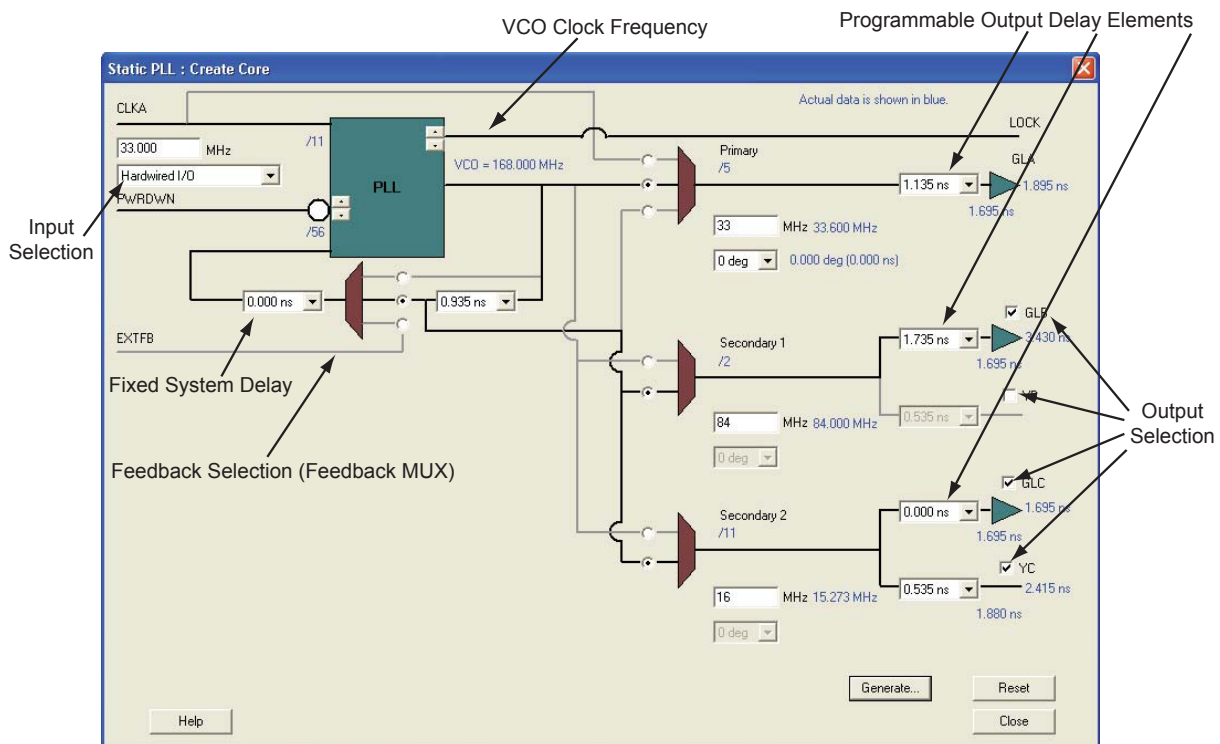 VCO Clock Frequency
Programmable Output Delay Elements
Static PLL : Create Core
CLKA
Actual data is shown in blue.
LOCK
33.000 MHz
/11
Hardwired I/O
PLL
VCO = 168.000 MHz
Primary
/5
GLA
1.135 ns
1.895 ns
1.695 ns
PWRDWN
/56
Input
Selection
33 MHz 33.600 MHz
0 deg 0.000 deg (0.000 ns)
0.000 ns
0.935 ns
EXTFB
Fixed System Delay
Feedback Selection (Feedback MUX)
Secondary 1
/2
GLB
1.735 ns
3.430 ns
1.695 ns
YB
0.535 ns
84 MHz 84.000 MHz
0 deg
Output
Selection
Secondary 2
/11
GLC
0.000 ns
1.695 ns
1.695 ns
YC
0.535 ns
2.415 ns
1.880 ns
16 MHz 15.273 MHz
0 deg
Generate...
Reset
Help
Close